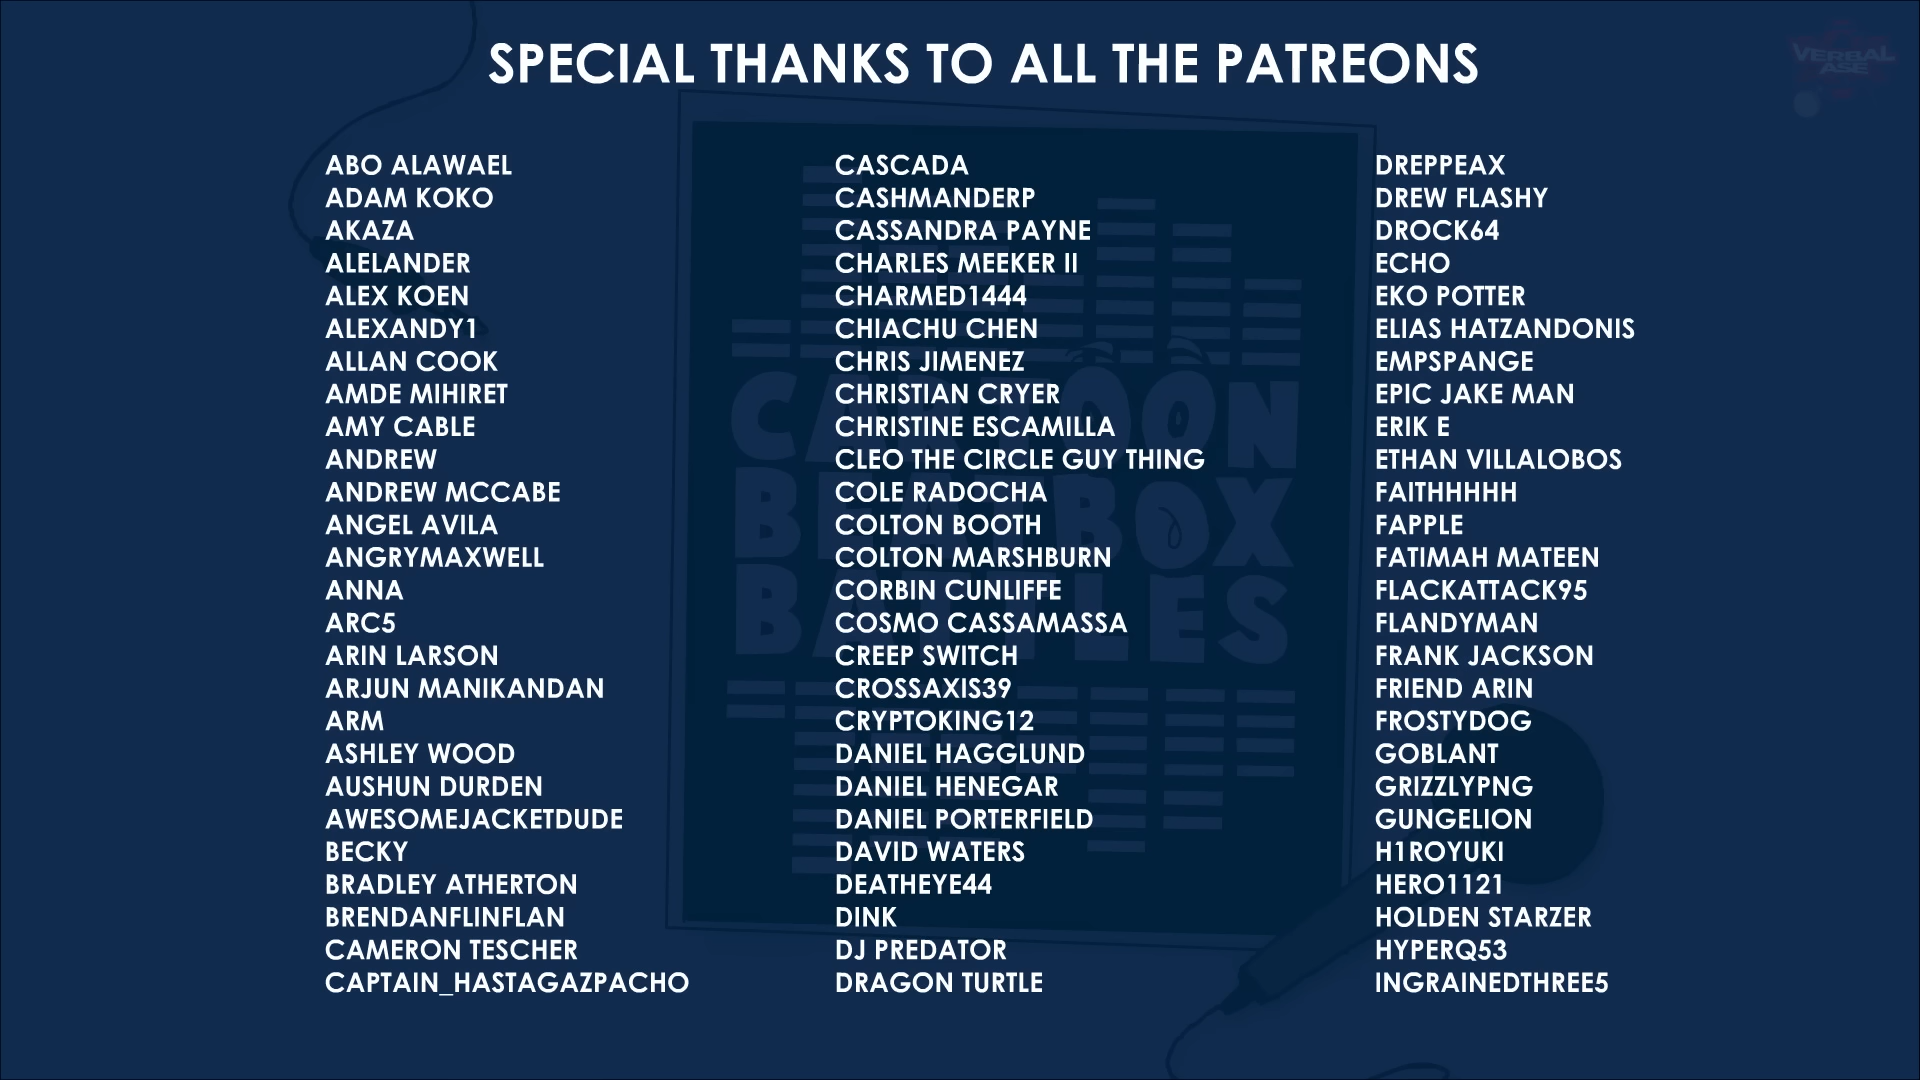 SPECIAL THANKS TO ALL THE PATREONS
VERBAL
ASE
ABO ALAWAEL
ADAM KOKO
AKAZA
ALELANDER
ALEX KOEN
ALEXANDY1
ALLAN COOK
AMDE MIHIRET
AMY CABLE
ANDREW
ANDREW MCCABE
ANGEL AVILA
ANGRYMAXWELL
ANNA
ARC5
ARIN LARSON
ARJUN MANIKANDAN
ARM
ASHLEY WOOD
AUSHUN DURDEN
AWESOMEJACKETDUDE
BECKY
BRADLEY ATHERTON
BRENDANFLINFLAN
CAMERON TESCHER
CAPTAIN_HASTAGAZPACHO
CASCADA
CASHMANDERP
CASSANDRA PAYNE
CHARLES MEEKER II
CHARMED1444
CHIACHU CHEN
CHRIS JIMENEZ
CHRISTIAN CRYER
CHRISTINE ESCAMILLA
CLEO THE CIRCLE GUY THING
COLE RADOCHA
COLTON BOOTH
COLTON MARSHBURN
CORBIN CUNLIFFE
COSMO CASSAMASSA
CREEP SWITCH
CROSSAXIS39
CRYPTOKING12
DANIEL HAGGLUND
DANIEL HENEGAR
DANIEL PORTERFIELD
DAVID WATERS
DEATHEYE44
DINK
DJ PREDATOR
DRAGON TURTLE
DREPPEAX
DREW FLASHY
DROCK64
ECHO
EKO POTTER
ELIAS HATZANDONIS
EMPSPANGE
EPIC JAKE MAN
ERIK E
ETHAN VILLALOBOS
FAITHHHHH
FAPPLE
FATIMAH MATEEN
FLACKATTACK95
FLANDYMAN
FRANK JACKSON
FRIEND ARIN
FROSTYDOG
GOBLANT
GRIZZLYPNG
GUNGELION
H1ROYUKI
HERO1121
HOLDEN STARZER
HYPERQ53
INGRAINEDTHREE5
CARTOON
BEATBOX
BATTLES